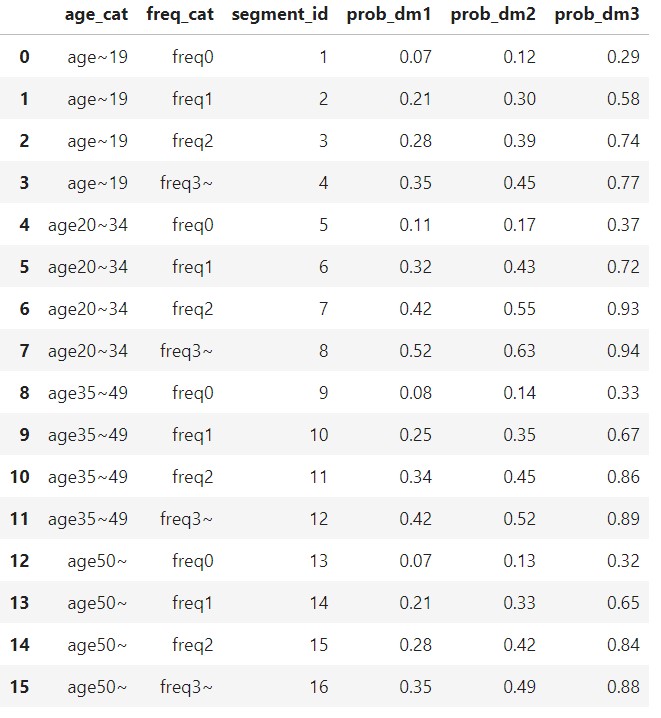 age_cat freq_cat segment_id prob_dm1 prob_dm2 prob_dm3
0 age~19 freq0 1 0.07 0.12 0.29
1 age~19 freq1 2 0.21 0.30 0.58
2 age~19 freq2 3 0.28 0.39 0.74
3 age~19 freq3~ 4 0.35 0.45 0.77
4 age20~34 freq0 5 0.11 0.17 0.37
5 age20~34 freq1 6 0.32 0.43 0.72
6 age20~34 freq2 7 0.42 0.55 0.93
7 age20~34 freq3~ 8 0.52 0.63 0.94
8 age35~49 freq0 9 0.08 0.14 0.33
9 age35~49 freq1 10 0.25 0.35 0.67
10 age35~49 freq2 11 0.34 0.45 0.86
11 age35~49 freq3~ 12 0.42 0.52 0.89
12 age50~ freq0 13 0.07 0.13 0.32
13 age50~ freq1 14 0.21 0.33 0.65
14 age50~ freq2 15 0.28 0.42 0.84
15 age50~ freq3~ 16 0.35 0.49 0.88